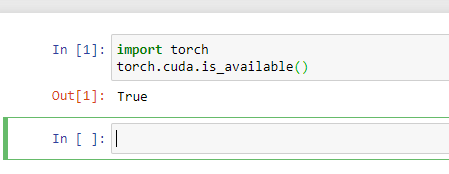 In [1]: import torch
torch.cuda.is_available()
Out[1]: True
In [ ]: